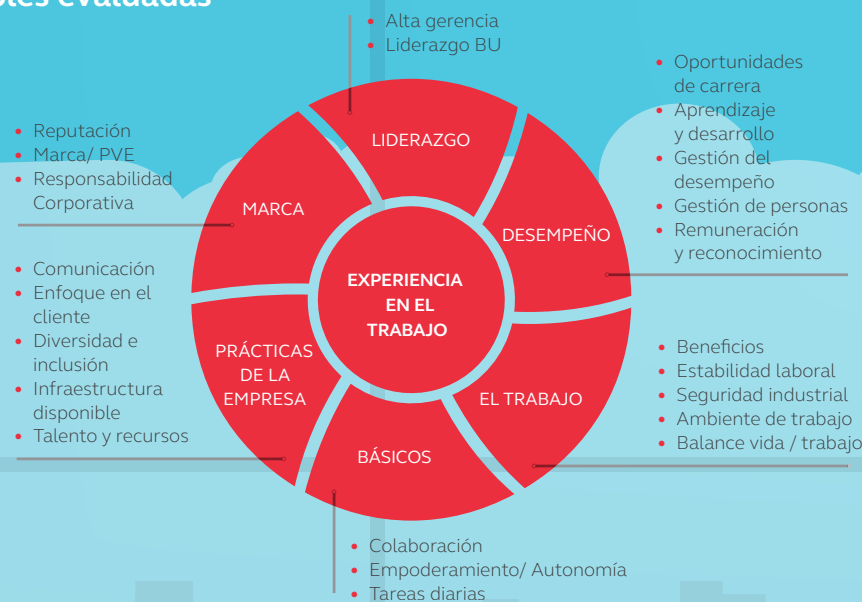 evaluadas
Alta gerencia
Liderazgo BU
Oportunidades
de carrera
Aprendizaje
y desarrollo
Gestión del
desempeño
Gestión de personas
Remuneración
y reconocimiento
Reputación
Marca/ PVE
Responsabilidad
Corporativa
LIDERAZGO
MARCA
DESEMPEÑO
EXPERIENCIA
EN EL
TRABAJO
Comunicación
Enfoque en el
cliente
Diversidad e
inclusión
Infraestructura
disponible
Talento y recursos
PRÁCTICAS
DE LA
EMPRESA
EL TRABAJO
BÁSICOS
Beneficios
Estabilidad laboral
Seguridad industrial
Ambiente de trabajo
Balance vida / trabajo
Colaboración
Empoderamiento/ Autonomía
Tareas diarias